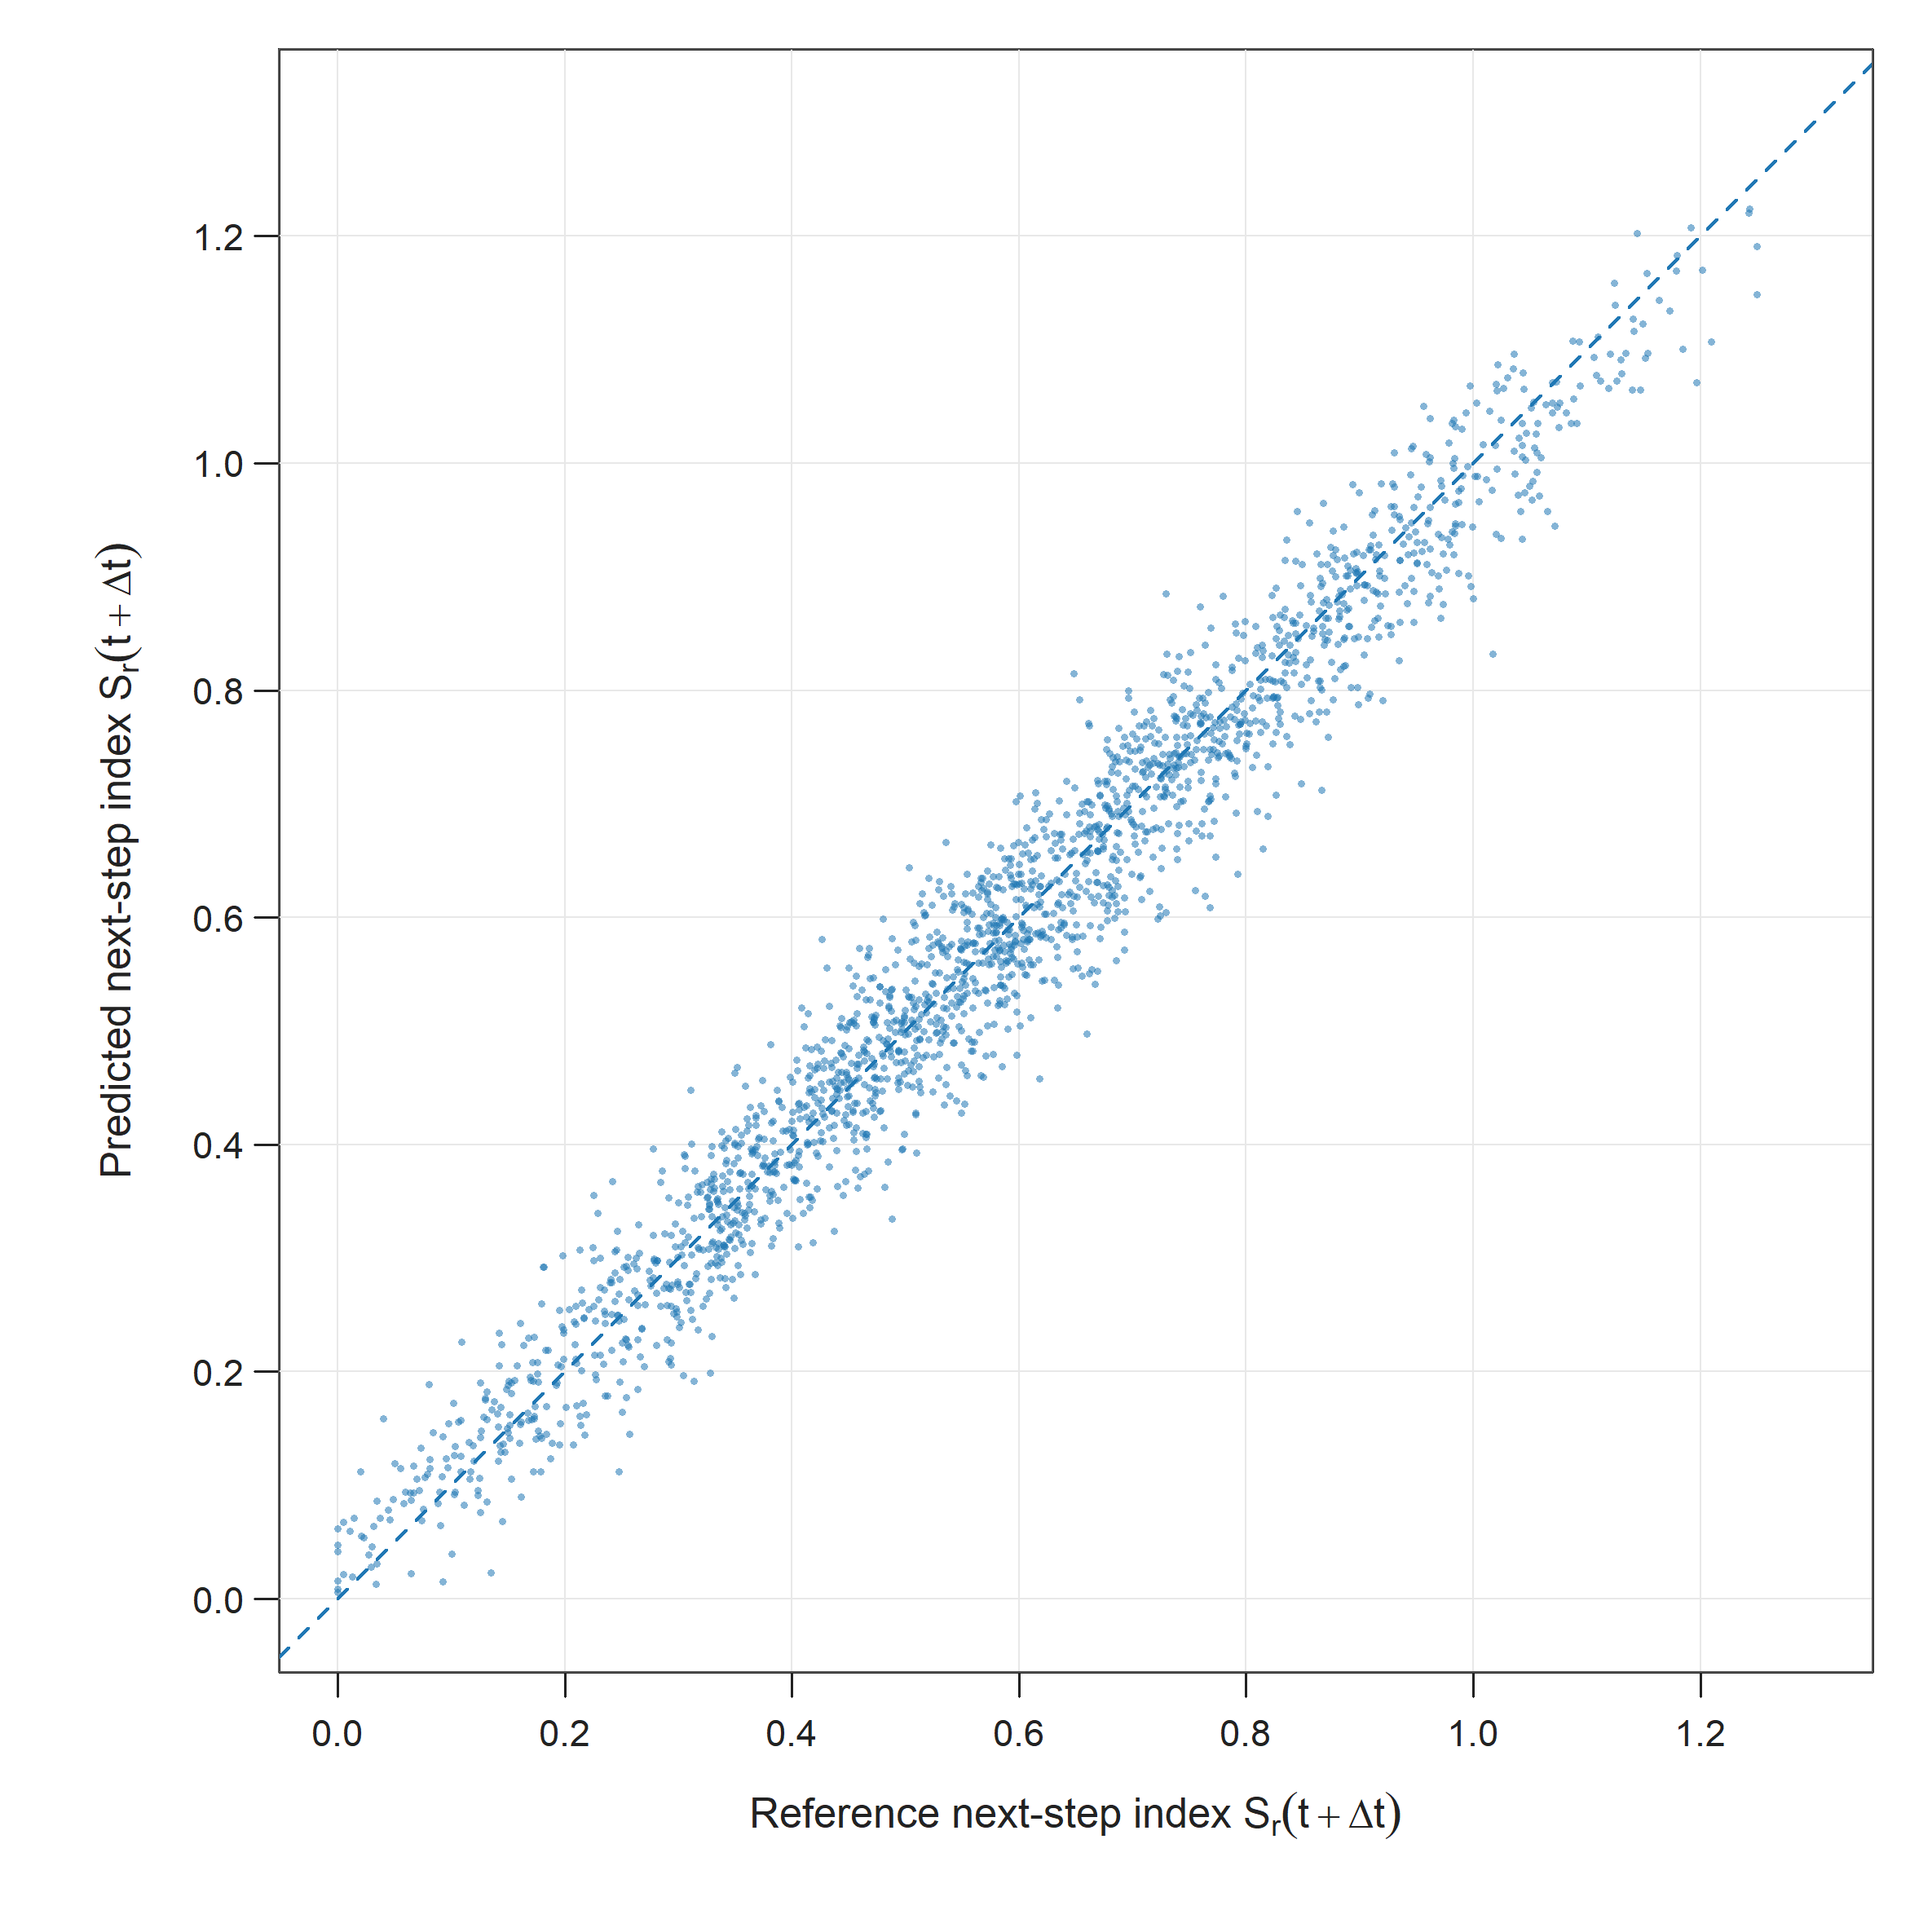 Predicted next-step index Sᵣ(t + Δt)
1.2
1.0
0.8
0.6
0.4
0.2
0.0
0.0 0.2 0.4 0.6 0.8 1.0 1.2
Reference next-step index Sᵣ(t + Δt)